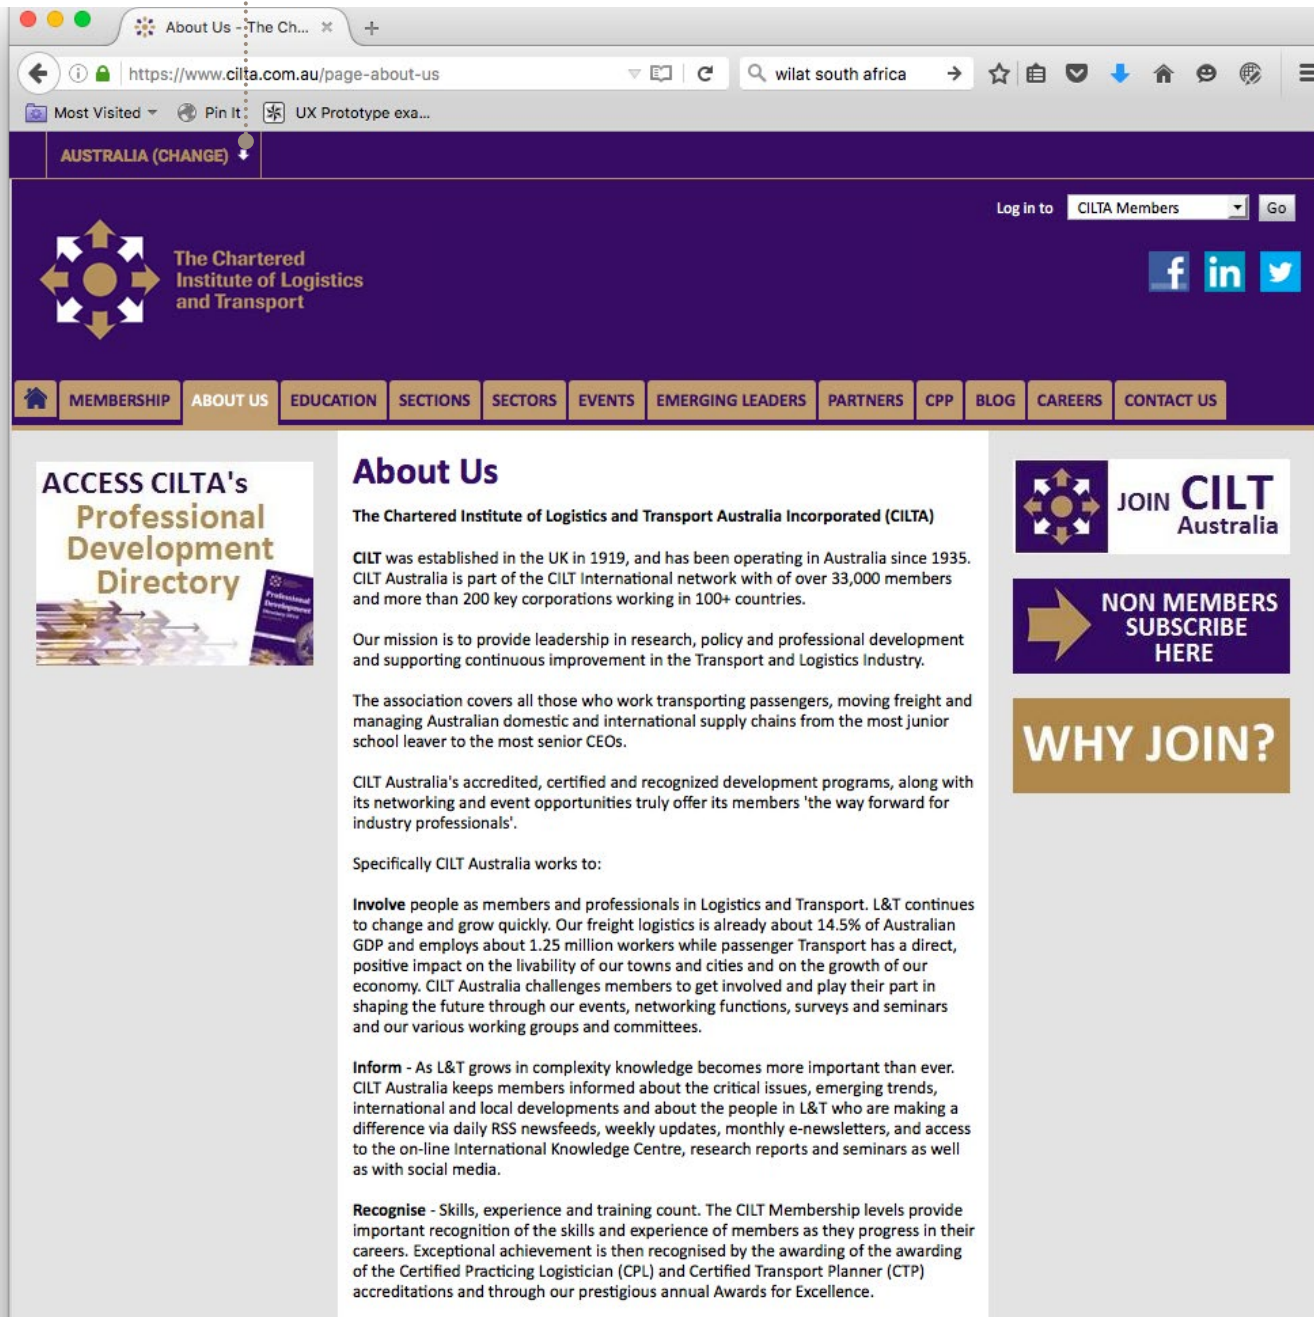 About Us - The Ch...
https://www.cilta.com.au/page-about-us
wilat south africa
Most Visited
Pin It
UX Prototype exa...
AUSTRALIA (CHANGE)
Log in to
CILTA Members
Go
The Chartered
Institute of Logistics
and Transport
f
in
MEMBERSHIP
ABOUT US
EDUCATION
SECTIONS
SECTORS
EVENTS
EMERGING LEADERS
PARTNERS
CPP
BLOG
CAREERS
CONTACT US
ACCESS CILTA's
Professional
Development
Directory
Professional
Development
About Us
The Chartered Institute of Logistics and Transport Australia Incorporated (CILTA)
CILT was established in the UK in 1919, and has been operating in Australia since 1935.
CILT Australia is part of the CILT International network with of over 33,000 members
and more than 200 key corporations working in 100+ countries.
Our mission is to provide leadership in research, policy and professional development
and supporting continuous improvement in the Transport and Logistics Industry.
The association covers all those who work transporting passengers, moving freight and
managing Australian domestic and international supply chains from the most junior
school leaver to the most senior CEOs.
CILT Australia's accredited, certified and recognized development programs, along with
its networking and event opportunities truly offer its members 'the way forward for
industry professionals'.
Specifically CILT Australia works to:
Involve people as members and professionals in Logistics and Transport. L&T continues
to change and grow quickly. Our freight logistics is already about 14.5% of Australian
GDP and employs about 1.25 million workers while passenger Transport has a direct,
positive impact on the livability of our towns and cities and on the growth of our
economy. CILT Australia challenges members to get involved and play their part in
shaping the future through our events, networking functions, surveys and seminars
and our various working groups and committees.
Inform - As L&T grows in complexity knowledge becomes more important than ever.
CILT Australia keeps members informed about the critical issues, emerging trends,
international and local developments and about the people in L&T who are making a
difference via daily RSS newsfeeds, weekly updates, monthly e-newsletters, and access
to the on-line International Knowledge Centre, research reports and seminars as well
as with social media.
Recognise - Skills, experience and training count. The CILT Membership levels provide
important recognition of the skills and experience of members as they progress in their
careers. Exceptional achievement is then recognised by the awarding of the awarding
of the Certified Practicing Logistician (CPL) and Certified Transport Planner (CTP)
accreditations and through our prestigious annual Awards for Excellence.
JOIN CILT
Australia
NON MEMBERS
SUBSCRIBE
HERE
WHY JOIN?